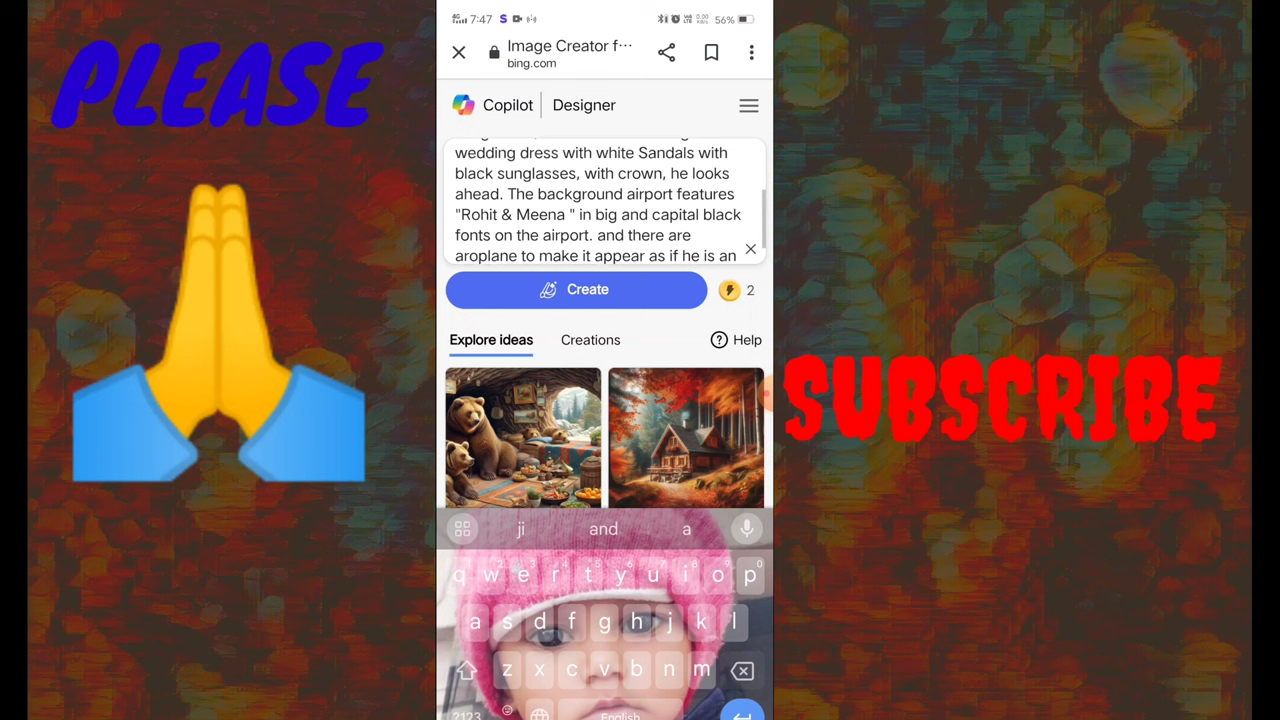 PLEASE
4G 7:47 S 56%
Image Creator f···
bing.com
Copilot | Designer
wedding dress with white Sandals with
black sunglasses, with crown, he looks
ahead. The background airport features
"Rohit & Meena " in big and capital black
fonts on the airport. and there are
aroplane to make it appear as if he is an
Create 2
Explore ideas Creations Help
SUBSCRIBE
ji and a
q w e r t y u i o p
a s d f g h j k l
z x c v b n m
English